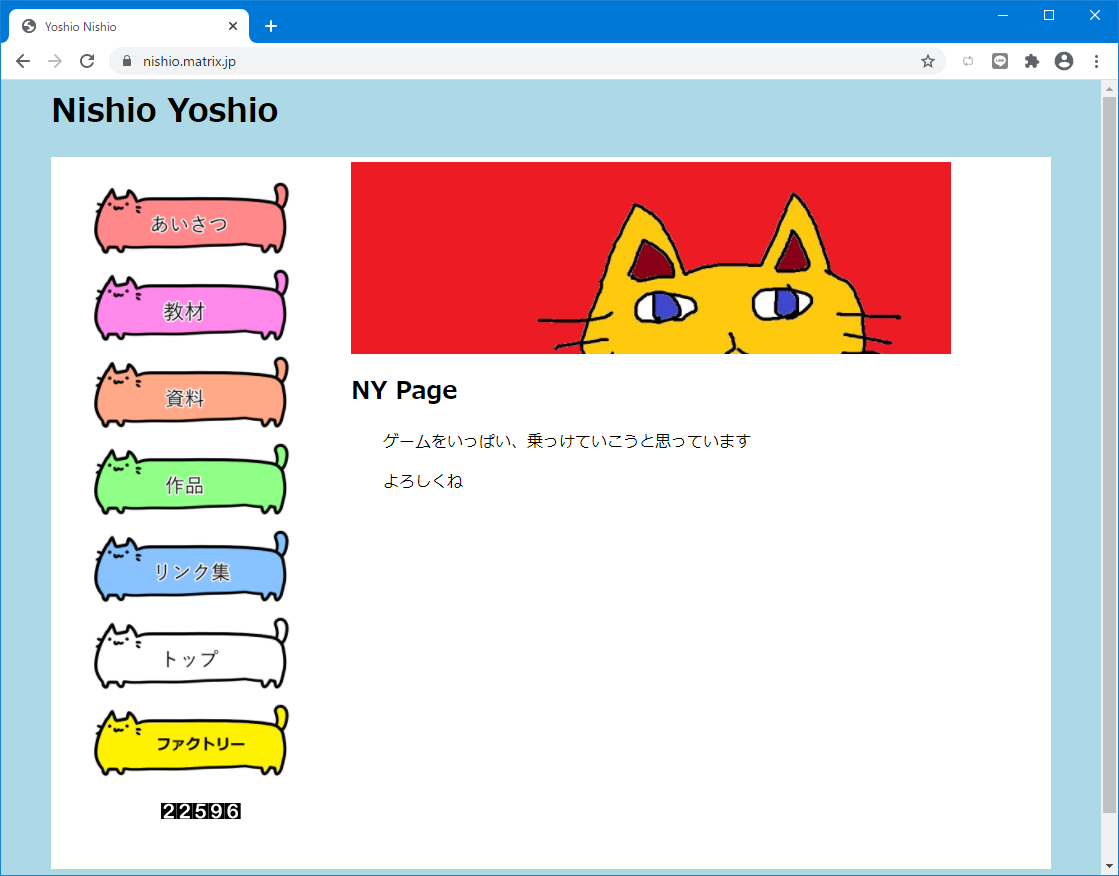 Yoshio Nishio
nishio.matrix.jp
Nishio Yoshio
あいさつ
教材
資料
作品
リンク集
トップ
ファクトリー
22596
NY Page
ゲームをいっぱい、乗っけていこうと思っています
よろしくね